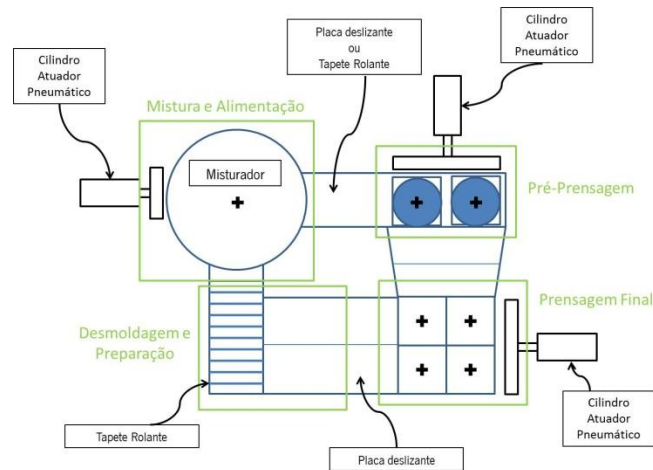 Placa deslizante
ou
Tapete Rolante
Cilindro
Atuador
Pneumático
Cilindro
Atuador
Pneumático
Mistura e Alimentação
Misturador
Pré-Prensagem
Desmoldagem e
Preparação
Prensagem Final
Tapete Rolante
Placa deslizante
Cilindro
Atuador
Pneumático